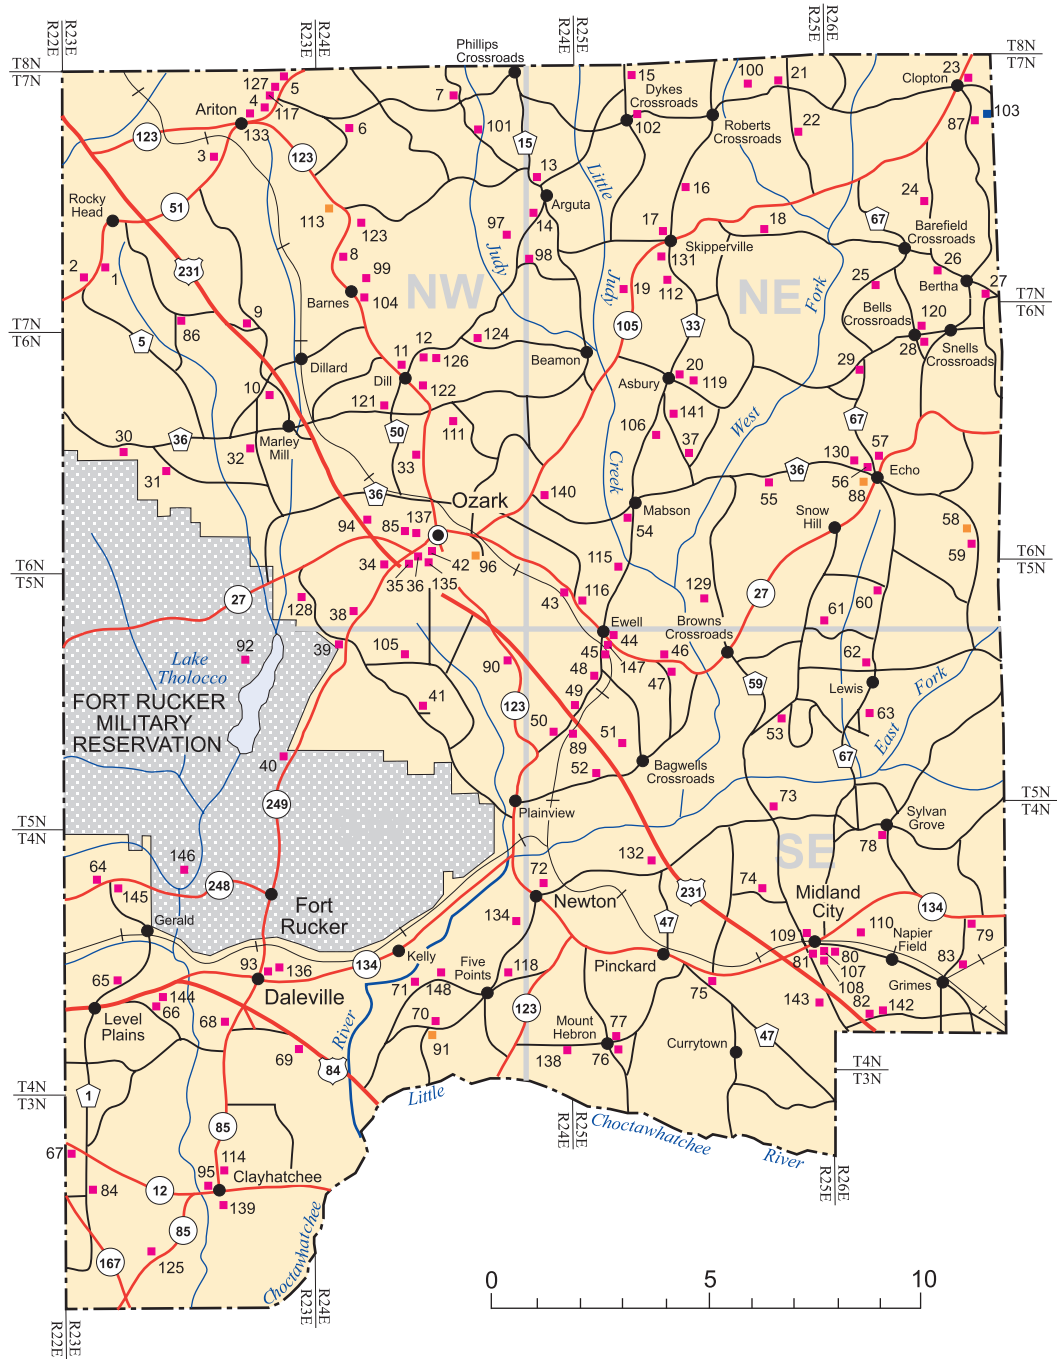 R22E
R23E
R23E
R24E
R24E
R25E
R25E
R26E
T8N
T7N
T8N
T7N
Phillips
Crossroads
127
5
4
117
Ariton
133
123
3
123
6
7
101
15
15
Dykes
Crossroads
102
100
21
Roberts
Crossroads
22
23
Clopton
87
103
Rocky
Head
51
113
123
8
99
104
Barnes
13
Arguta
14
97
98
Judy
Little
Judy
Creek
16
17
Skipperville
131
112
19
18
67
24
Barefield
Crossroads
26
25
Bertha
27
Bells
Crossroads
120
28
Snells
Crossroads
2
1
231
NW
NE
Fork
T7N
T6N
T7N
T6N
5
86
9
Dillard
10
11
12
126
124
Dill
122
121
50
111
33
Beamon
105
33
Asbury
20
119
141
106
37
West
29
67
30
36
31
32
Marley
Mill
36
Ozark
94
85
137
140
Mabson
54
36
55
130
57
56
88
Echo
Snow
Hill
58
59
T6N
T5N
T6N
T5N
34
35
36
135
42
96
27
128
38
39
105
92
Lake
Tholocco
FORT RUCKER
MILITARY
RESERVATION
41
40
90
123
43
116
115
Ewell
44
45
147
46
47
48
49
50
89
51
52
Bagwells
Crossroads
129
Browns
Crossroads
27
61
60
62
Lewis
63
59
53
67
East
Fork
73
Plainview
249
T5N
T4N
T5N
T4N
Sylvan
Grove
78
SE
132
231
74
Midland
City
64
145
146
248
Gerald
Fort
Rucker
72
Newton
134
47
109
110
134
Napier
Field
79
Kelly
134
93
136
Daleville
Five
Points
118
71
148
70
91
Pinckard
75
81
80
107
108
143
82
142
83
Grimes
65
144
66
Level
Plains
68
69
84
River
123
Mount
Hebron
77
76
138
Currytown
47
T4N
T3N
T4N
T3N
1
85
Little
Choctawhatchee
River
R24E
R25E
R25E
R26E
67
84
12
95
114
Clayhatchee
139
85
167
125
Choctawhatchee
R22E
R23E
R23E
R24E
0
5
10